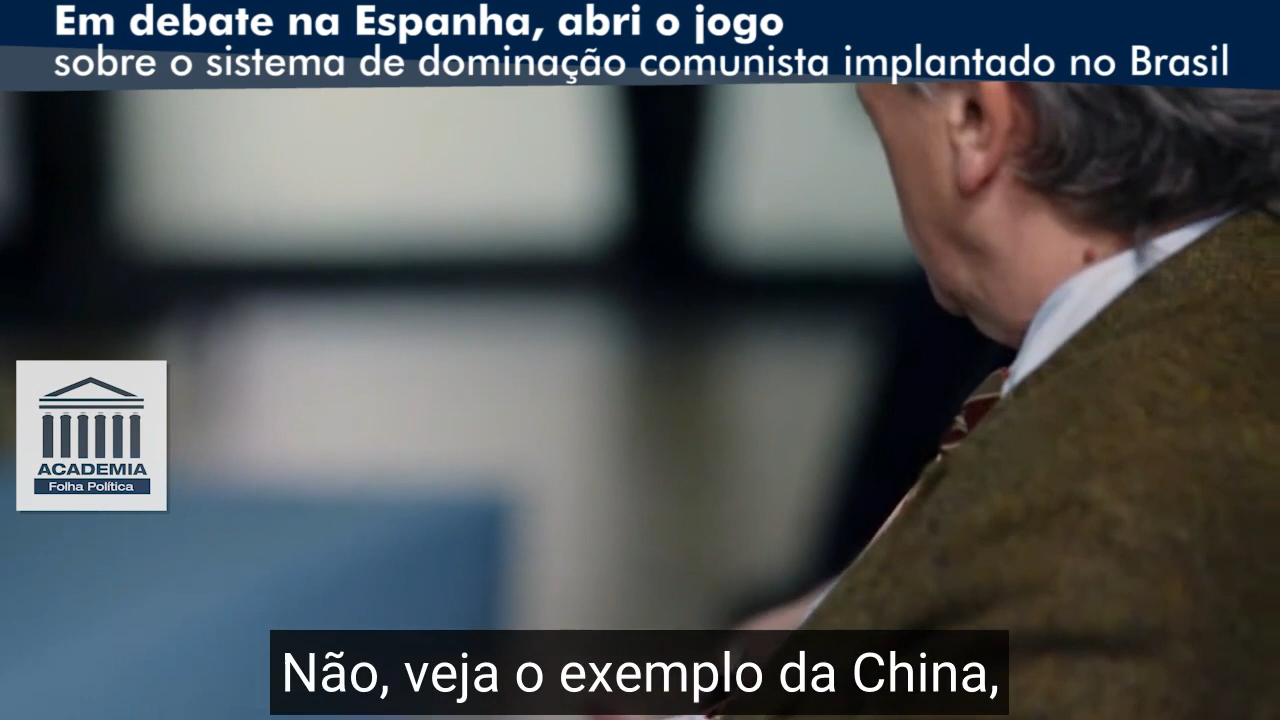 Em debate na Espanha, abri o jogo
sobre o sistema de dominação comunista implantado no Brasil
ACADEMIA
Folha Política
Não, veja o exemplo da China,